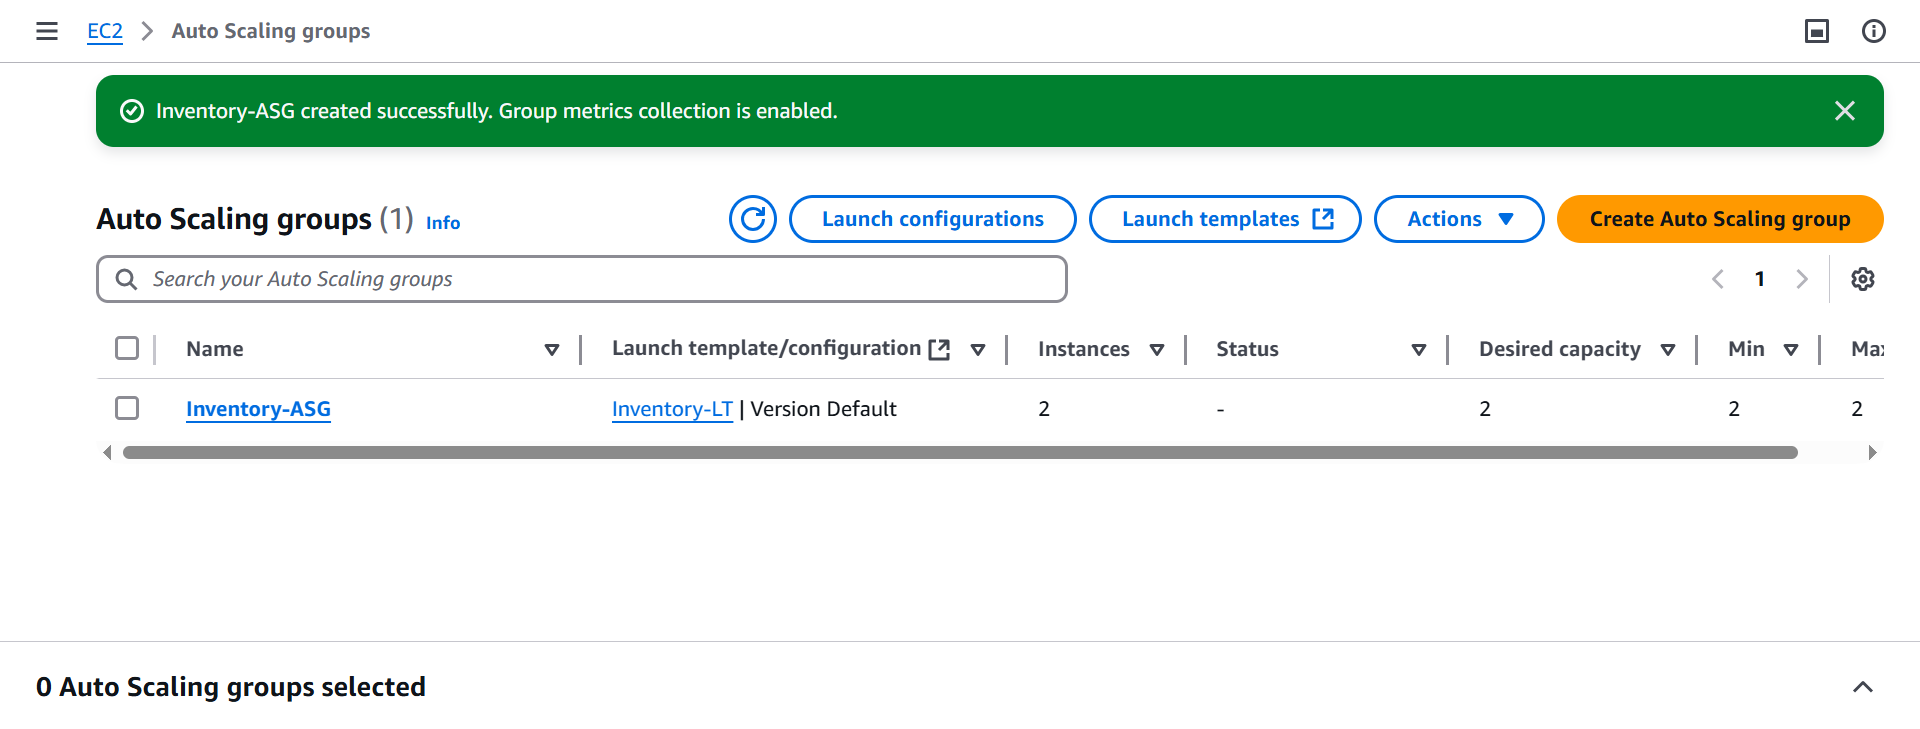 EC2 Auto Scaling groups
Inventory-ASG created successfully. Group metrics collection is enabled.
Auto Scaling groups (1) Info Launch configurations Launch templates Actions Create Auto Scaling group
Search your Auto Scaling groups 1
Name Launch template/configuration Instances Status Desired capacity Min Max
Inventory-ASG Inventory-LT | Version Default 2 - 2 2 2
0 Auto Scaling groups selected